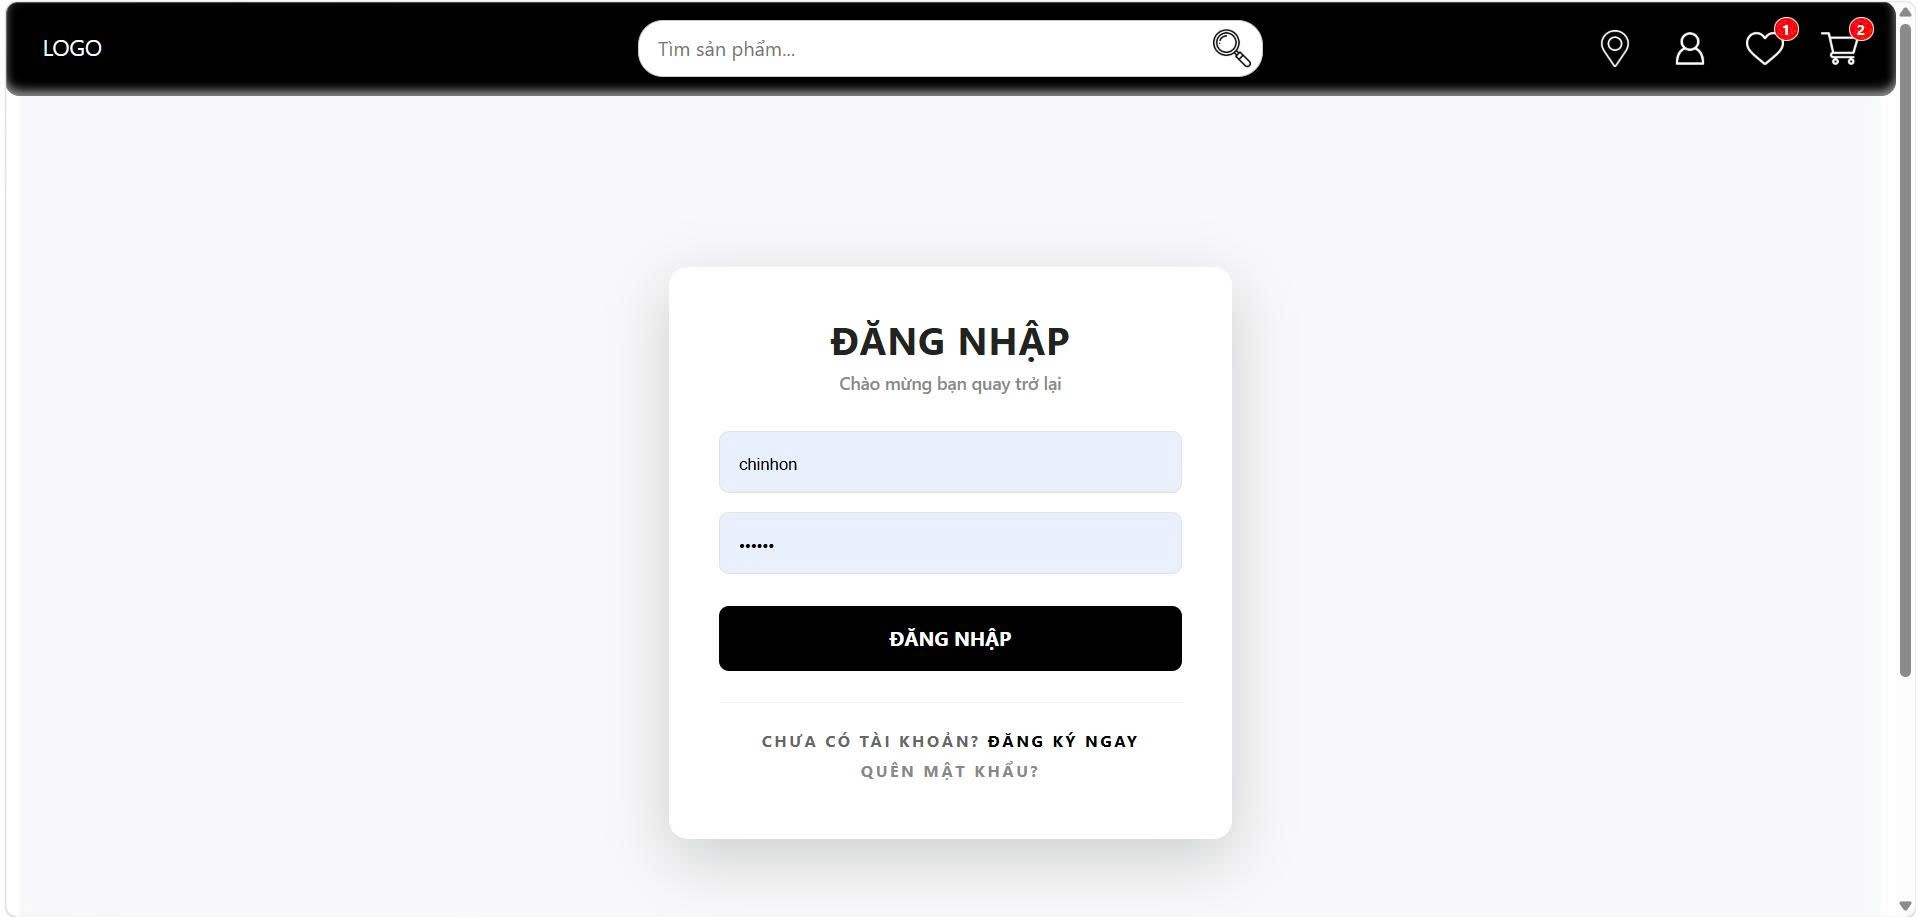 LOGO
Tìm sản phẩm...
1
2
ĐĂNG NHẬP
Chào mừng bạn quay trở lại
chinhon
••••••
ĐĂNG NHẬP
CHƯA CÓ TÀI KHOẢN? ĐĂNG KÝ NGAY
QUÊN MẬT KHẨU?